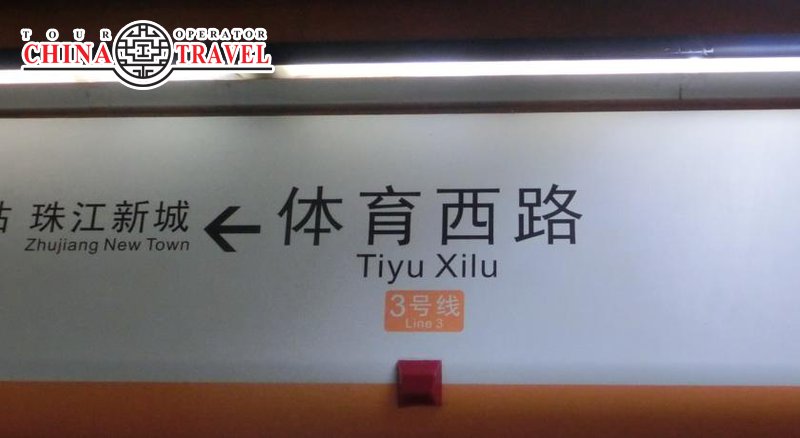 TOUR OPERATOR
CHINA TRAVEL
站 珠江新城 ← 体育西路
Zhujiang New Town
Tiyu Xilu
3号线
Line 3